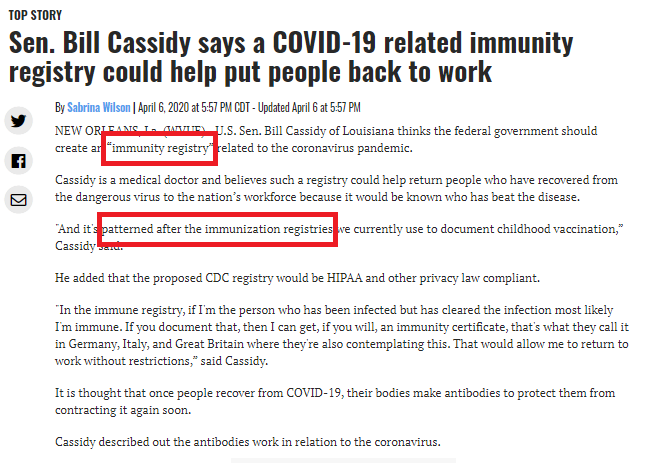 TOP STORY
Sen. Bill Cassidy says a COVID-19 related immunity
registry could help put people back to work
By Sabrina Wilson | April 6, 2020 at 5:57 PM CDT - Updated April 6 at 5:57 PM
NEW ORLEANS, La. (WVUE) - U.S. Sen. Bill Cassidy of Louisiana thinks the federal government should
create an “immunity registry” related to the coronavirus pandemic.
Cassidy is a medical doctor and believes such a registry could help return people who have recovered from
the dangerous virus to the nation’s workforce because it would be known who has beat the disease.
"And it's patterned after the immunization registries we currently use to document childhood vaccination,”
Cassidy said.
He added that the proposed CDC registry would be HIPAA and other privacy law compliant.
"In the immune registry, if I'm the person who has been infected but has cleared the infection most likely
I'm immune. If you document that, then I can get, if you will, an immunity certificate, that's what they call it
in Germany, Italy, and Great Britain where they're also contemplating this. That would allow me to return to
work without restrictions,” said Cassidy.
It is thought that once people recover from COVID-19, their bodies make antibodies to protect them from
contracting it again soon.
Cassidy described out the antibodies work in relation to the coronavirus.